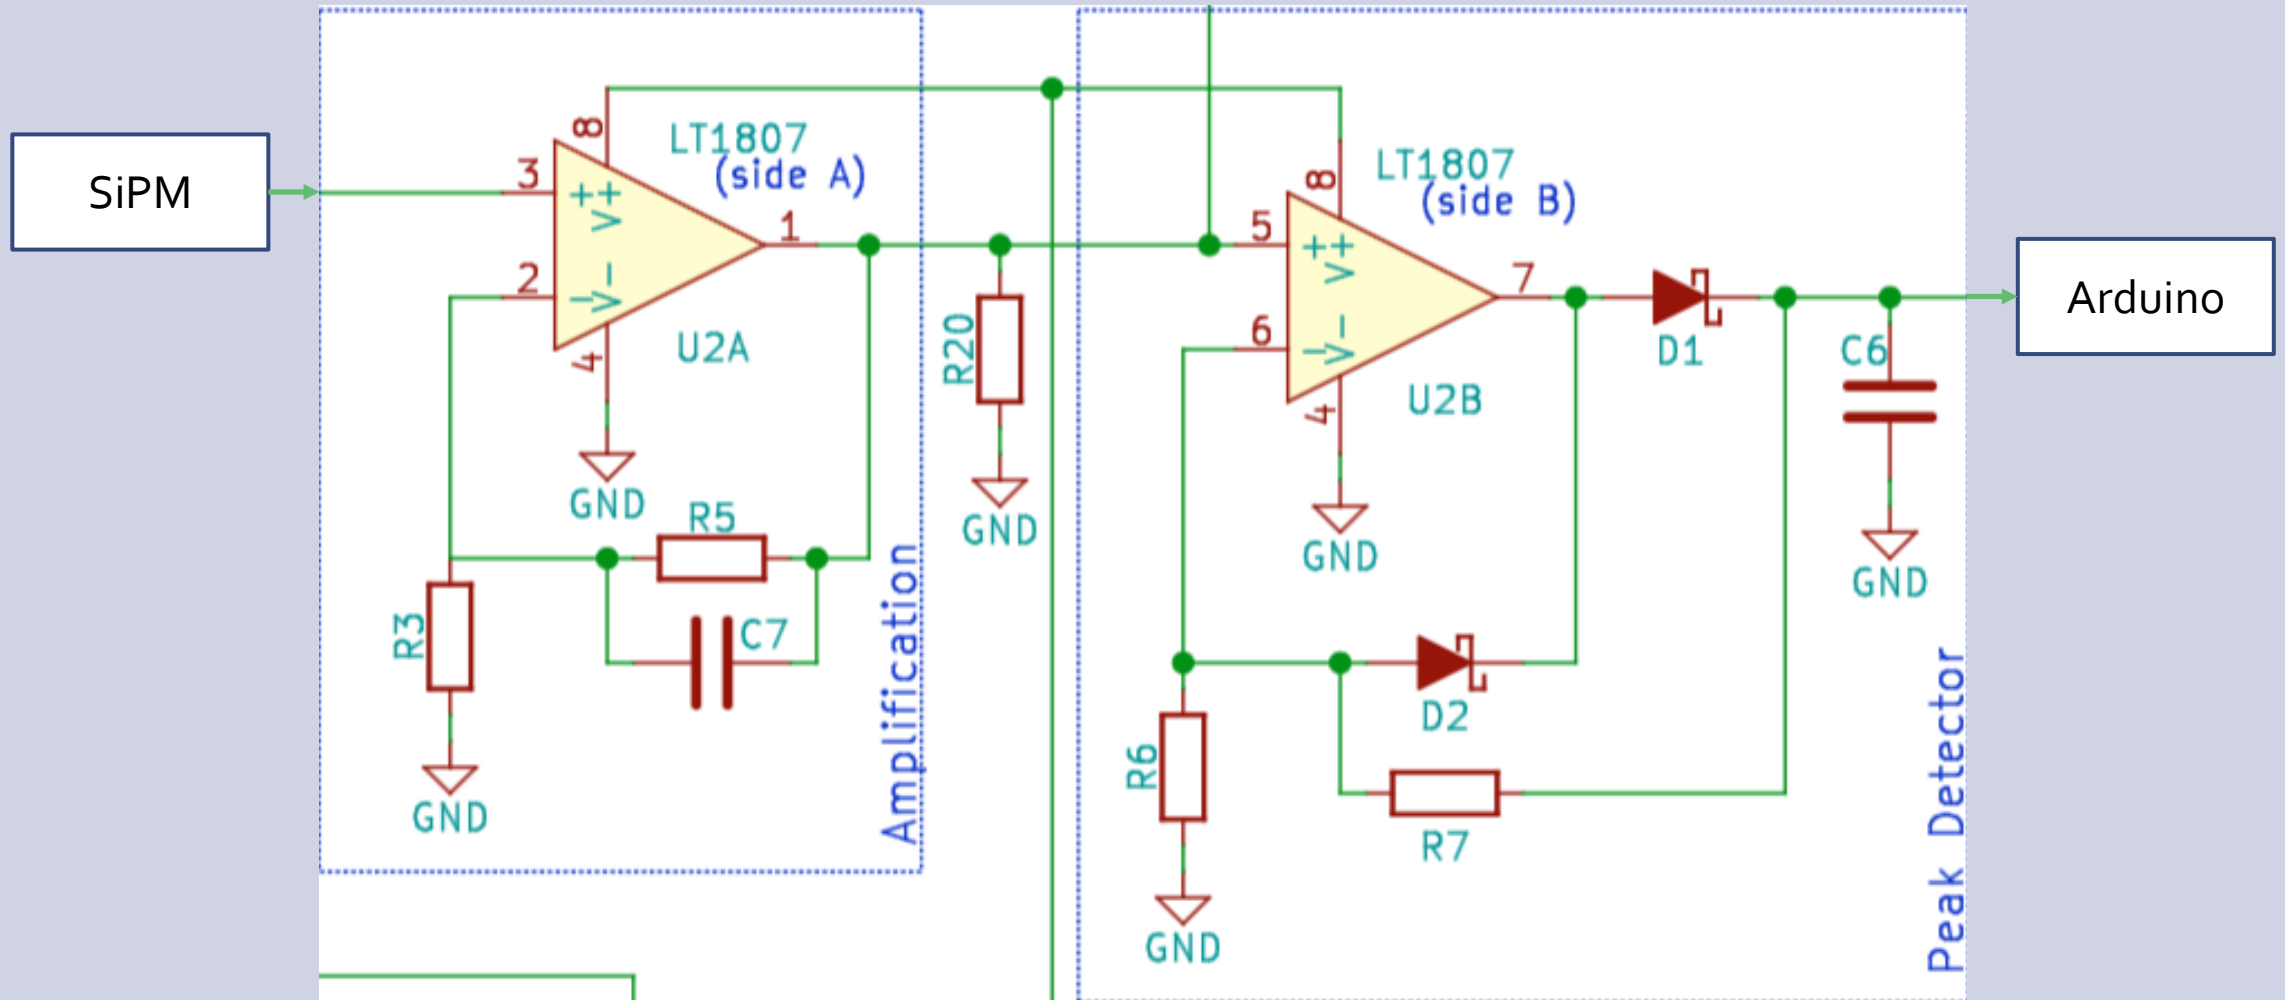 SiPM
8
LT1807
(side A)
3
1
2
4
U2A
GND
R5
C7
R3
GND
Amplification
R20
GND
8
LT1807
(side B)
5
7
6
4
U2B
GND
D1
C6
GND
D2
R6
R7
GND
Peak Detector
Arduino